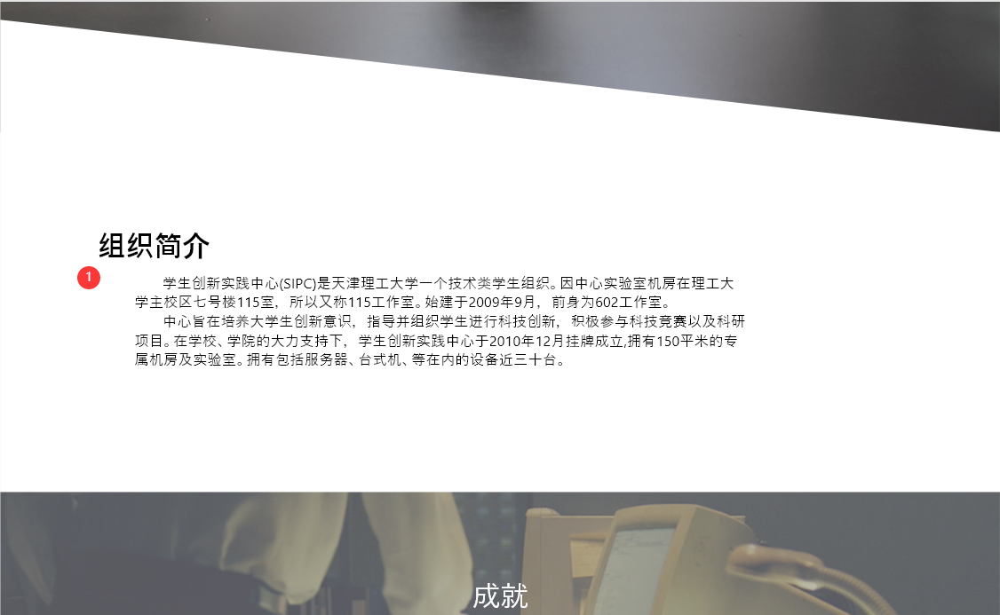 组织简介
1
学生创新实践中心(SIPC)是天津理工大学一个技术类学生组织。因中心实验室机房在理工大
学主校区七号楼115室，所以又称115工作室。始建于2009年9月，前身为602工作室。
中心旨在培养大学生创新意识，指导并组织学生进行科技创新，积极参与科技竞赛以及科研
项目。在学校、学院的大力支持下，学生创新实践中心于2010年12月挂牌成立,拥有150平米的专
属机房及实验室。拥有包括服务器、台式机、等在内的设备近三十台。
成就